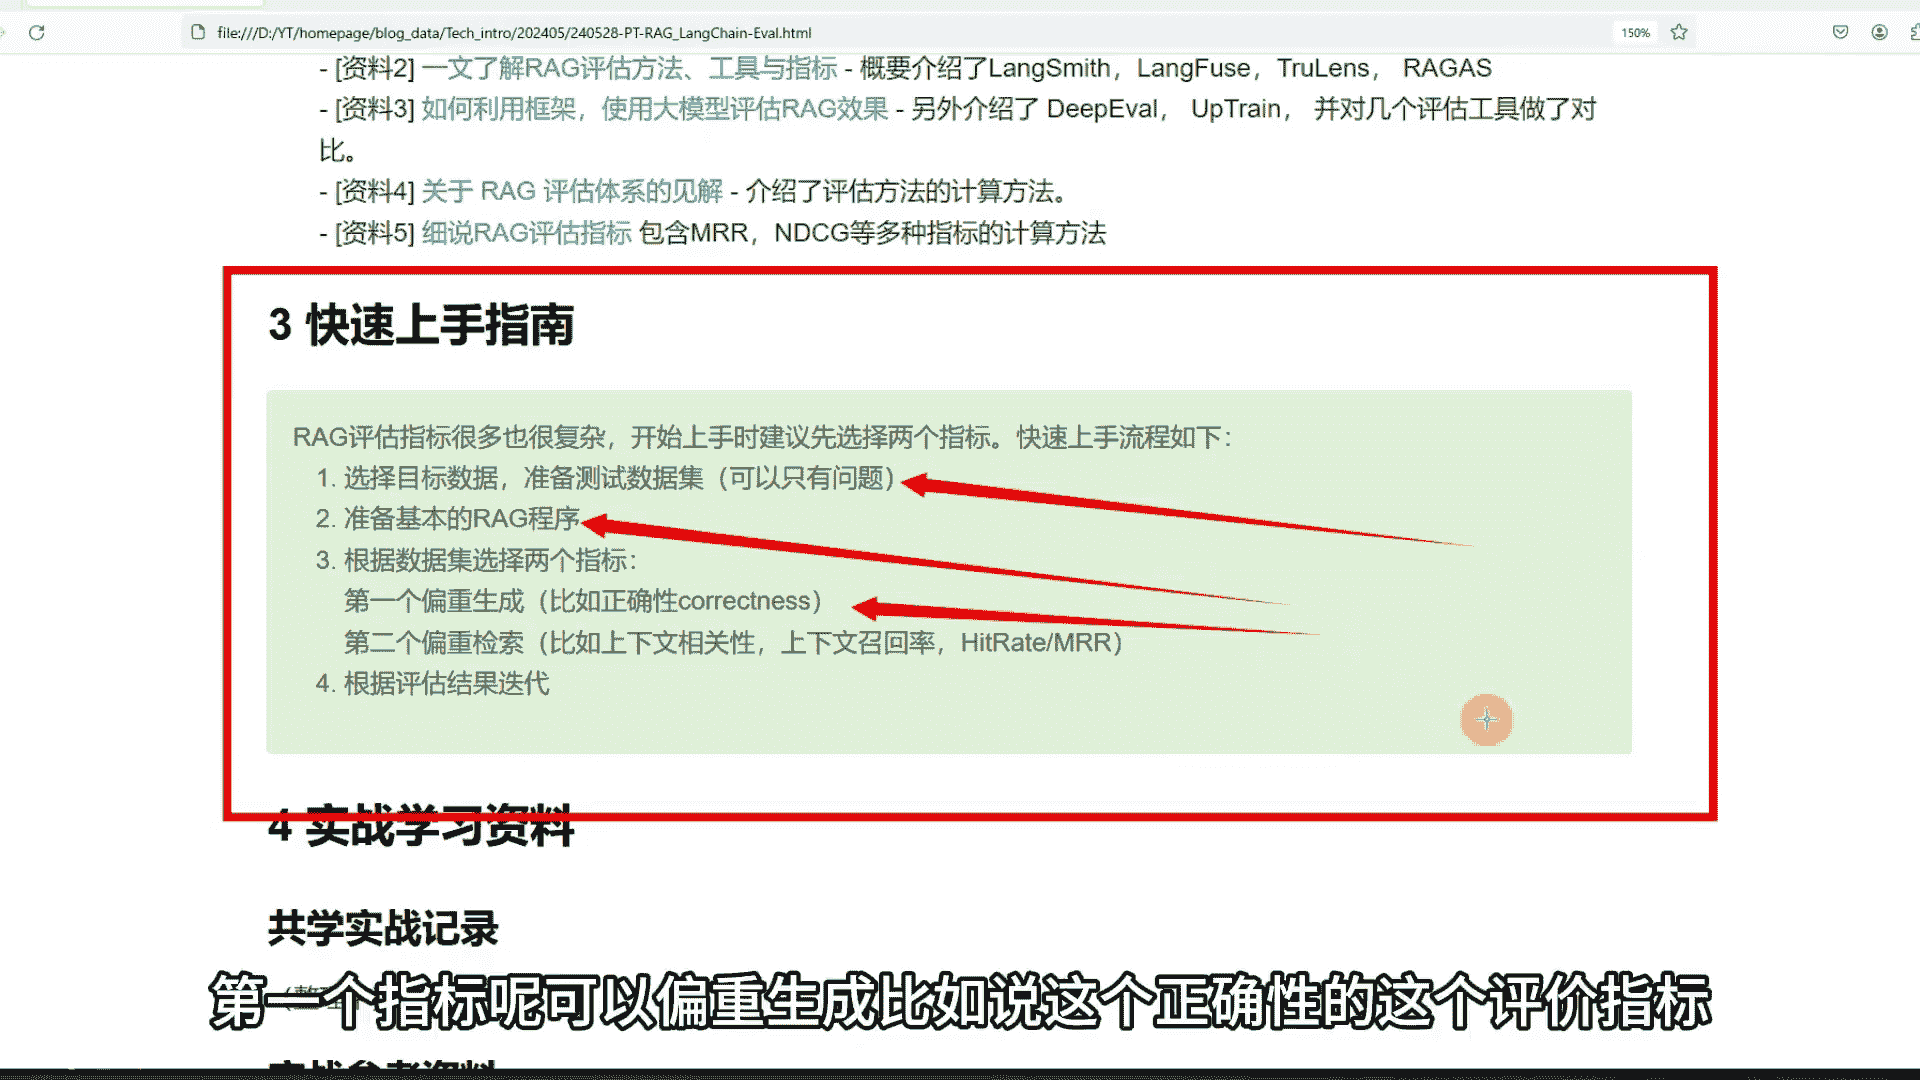 file:///D:/YT/homepage/blog_data/Tech_intro/202405/240528-PT-RAG_LangChain-Eval.html
150%
- [资料2] 一文了解RAG评估方法、工具与指标 - 概要介绍了LangSmith，LangFuse，TruLens， RAGAS
- [资料3] 如何利用框架，使用大模型评估RAG效果 - 另外介绍了 DeepEval， UpTrain， 并对几个评估工具做了对
比。
- [资料4] 关于 RAG 评估体系的见解 - 介绍了评估方法的计算方法。
- [资料5] 细说RAG评估指标 包含MRR，NDCG等多种指标的计算方法
3 快速上手指南
RAG评估指标很多也很复杂，开始上手时建议先选择两个指标。快速上手流程如下：
1. 选择目标数据，准备测试数据集（可以只有问题）
2. 准备基本的RAG程序
3. 根据数据集选择两个指标：
第一个偏重生成（比如正确性correctness）
第二个偏重检索（比如上下文相关性，上下文召回率，HitRate/MRR）
4. 根据评估结果迭代
4 实战学习资料
共学实战记录
第一个指标呢可以偏重生成比如说这个正确性的这个评价指标
实战参考资料